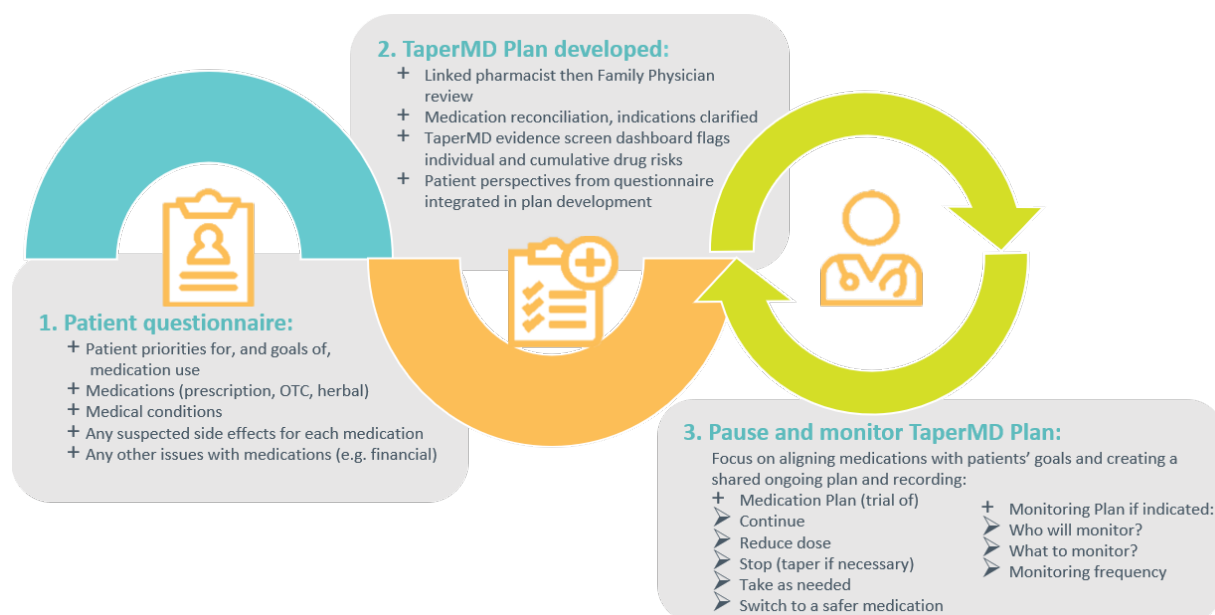 1. Patient questionnaire:
+ Patient priorities for, and goals of,
medication use
+ Medications (prescription, OTC, herbal)
+ Medical conditions
+ Any suspected side effects for each medication
+ Any other issues with medications (e.g. financial)
2. TaperMD Plan developed:
+ Linked pharmacist then Family Physician
review
+ Medication reconciliation, indications clarified
+ TaperMD evidence screen dashboard flags
individual and cumulative drug risks
+ Patient perspectives from questionnaire
integrated in plan development
3. Pause and monitor TaperMD Plan:
Focus on aligning medications with patients’ goals and creating a
shared ongoing plan and recording:
+ Medication Plan (trial of)
➢ Continue
➢ Reduce dose
➢ Stop (taper if necessary)
➢ Take as needed
➢ Switch to a safer medication
+ Monitoring Plan if indicated:
➢ Who will monitor?
➢ What to monitor?
➢ Monitoring frequency